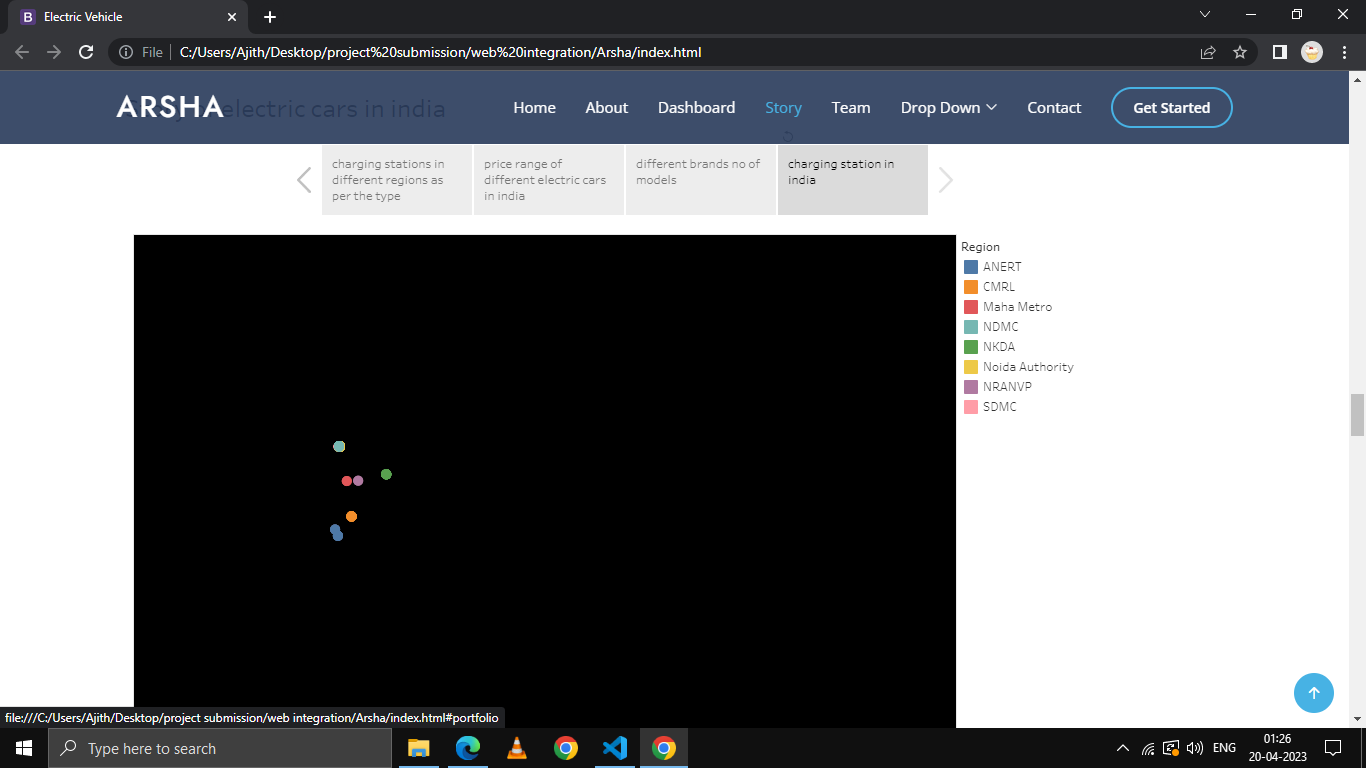 Electric Vehicle
File
C:/Users/Ajith/Desktop/project%20submission/web%20integration/Arsha/index.html
ARSHA
electric cars in india
Home
About
Dashboard
Story
Team
Drop Down
Contact
Get Started
charging stations in
different regions as
per the type
price range of
different electric cars
in india
different brands no of
models
charging station in
india
Region
ANERT
CMRL
Maha Metro
NDMC
NKDA
Noida Authority
NRANVP
SDMC
file:///C:/Users/Ajith/Desktop/project submission/web integration/Arsha/index.html#portfolio
Type here to search
ENG
01:26
20-04-2023